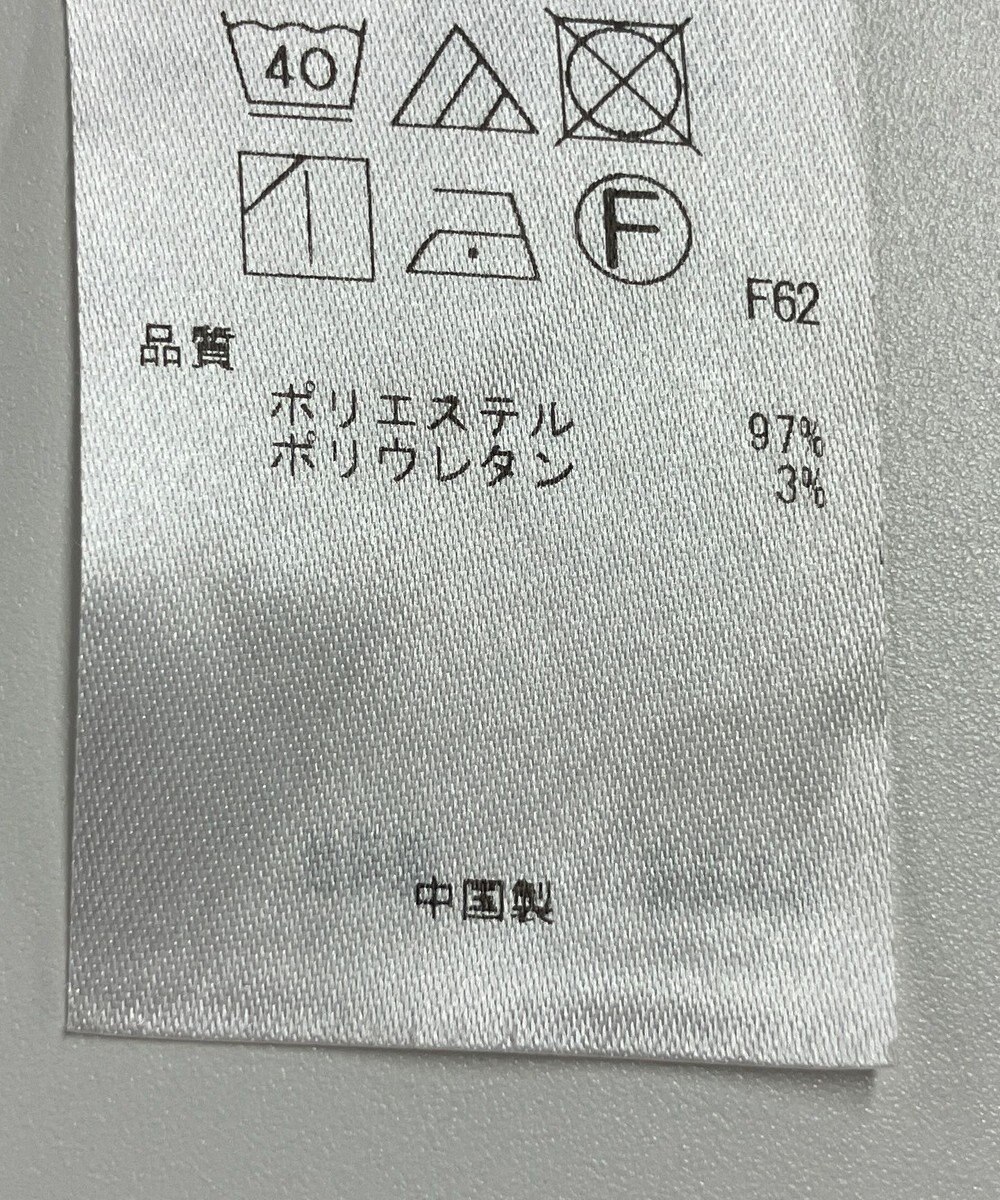 40
F
F62
品質
ポリエステル 97%
ポリウレタン 3%
中国製